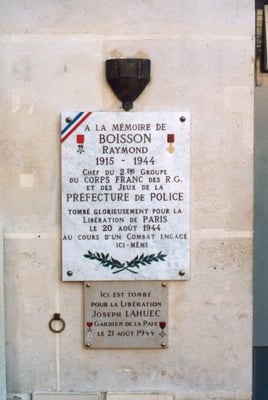 A LA MÉMOIRE DE
BOISSON
RAYMOND
1915 - 1944
CHEF DU 2ME GROUPE
DU CORPS FRANC DES R.G.
ET DES JEUX DE LA
PRÉFECTURE DE POLICE
TOMBÉ GLORIEUSEMENT POUR LA
LIBÉRATION DE PARIS
LE 20 AOÛT 1944
AU COURS D'UN COMBAT ENGAGÉ
ICI-MÊME
ICI EST TOMBÉ
POUR LA LIBÉRATION
JOSEPH LAHUEC
GARDIEN DE LA PAIX
LE 21 AOÛT 1944